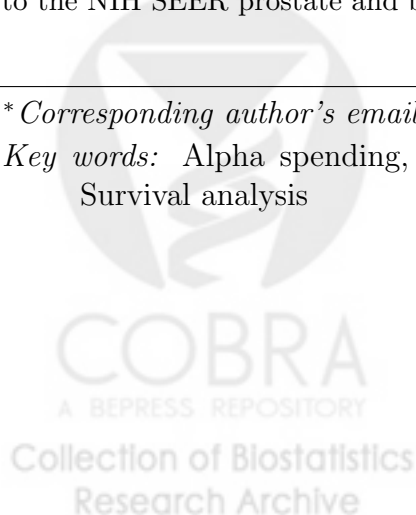 to the NIH SEER prostate and
*Corresponding author's email
Key words: Alpha spending,
Survival analysis
COBRA
A BEPRESS REPOSITORY
Collection of Biostatistics
Research Archive